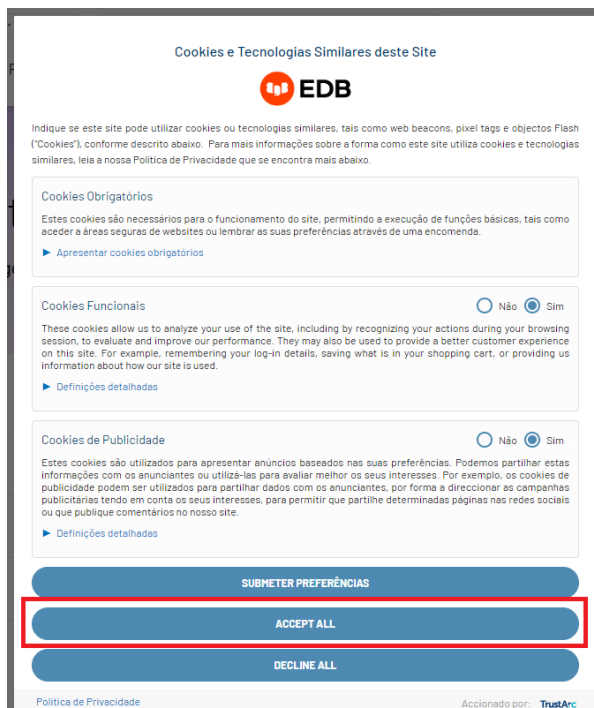 Cookies e Tecnologias Similares deste Site
EDB
Indique se este site pode utilizar cookies ou tecnologias similares, tais como web beacons, pixel tags e objectos Flash
("Cookies"), conforme descrito abaixo. Para mais informações sobre a forma como este site utiliza cookies e tecnologias
similares, leia a nossa Política de Privacidade que se encontra mais abaixo.
Cookies Obrigatórios
Estes cookies são necessários para o funcionamento do site, permitindo a execução de funções básicas, tais como
aceder a áreas seguras de websites ou lembrar as suas preferências através de uma encomenda.
► Apresentar cookies obrigatórios
Cookies Funcionais Não Sim
These cookies allow us to analyze your use of the site, including by recognizing your actions during your browsing
session, to evaluate and improve our performance. They may also be used to provide a better customer experience
on this site. For example, remembering your log-in details, saving what is in your shopping cart, or providing us
information about how our site is used.
► Definições detalhadas
Cookies de Publicidade Não Sim
Estes cookies são utilizados para apresentar anúncios baseados nas suas preferências. Podemos partilhar estas
informações com os anunciantes ou utilizá-las para avaliar melhor os seus interesses. Por exemplo, os cookies de
publicidade podem ser utilizados para partilhar dados com os anunciantes, por forma a direccionar as campanhas
publicitárias tendo em conta os seus interesses, para permitir que partilhe determinadas páginas nas redes sociais
ou que publique comentários no nosso site.
► Definições detalhadas
SUBMETER PREFERÊNCIAS
ACCEPT ALL
DECLINE ALL
Política de Privacidade Accionado por: TrustArc